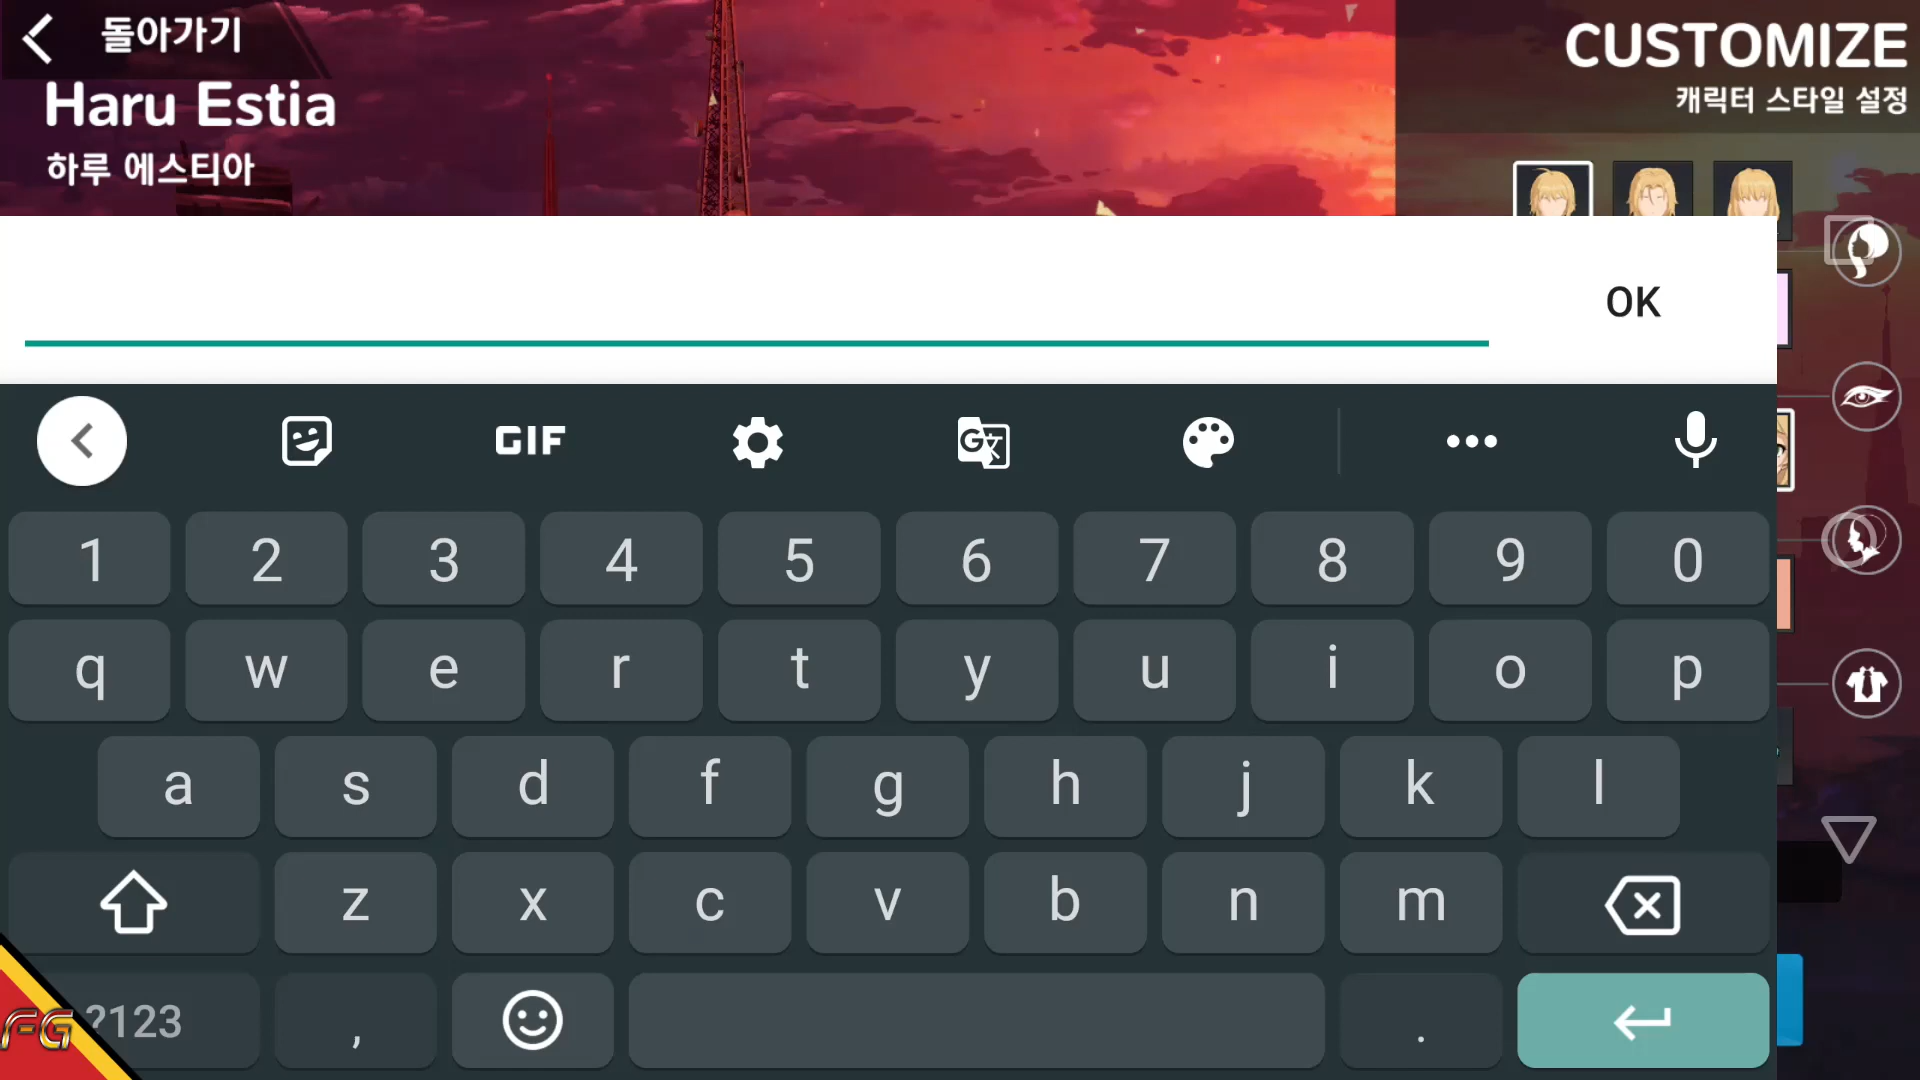 돌아가기
CUSTOMIZE
Haru Estia
캐릭터 스타일 설정
하루 에스티아
OK
GIF
G
1 2 3 4 5 6 7 8 9 0
q w e r t y u i o p
a s d f g h j k l
z x c v b n m
FG ?123 , .